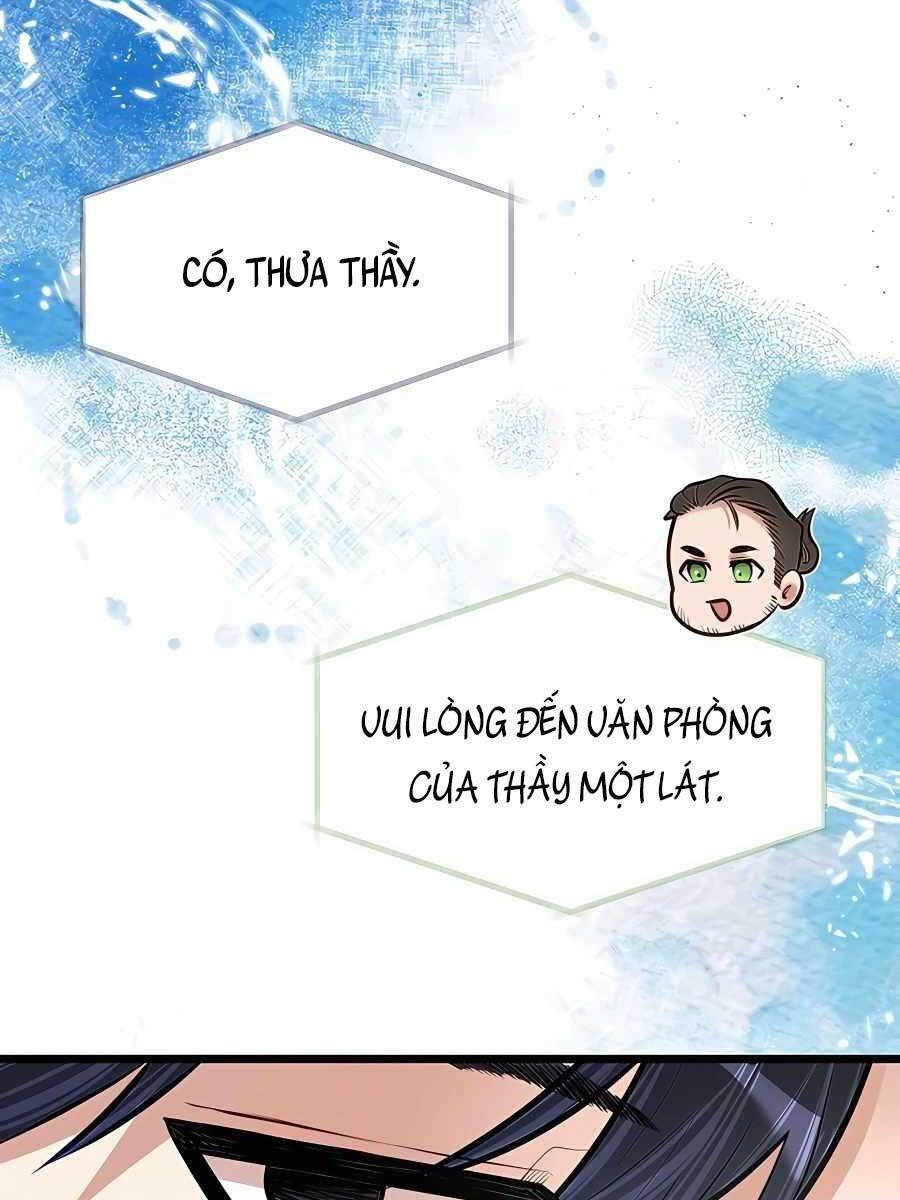 CÓ, THƯA THẦY.
VUI LÒNG ĐẾN VĂN PHÒNG
CỦA THẦY MỘT LÁT.